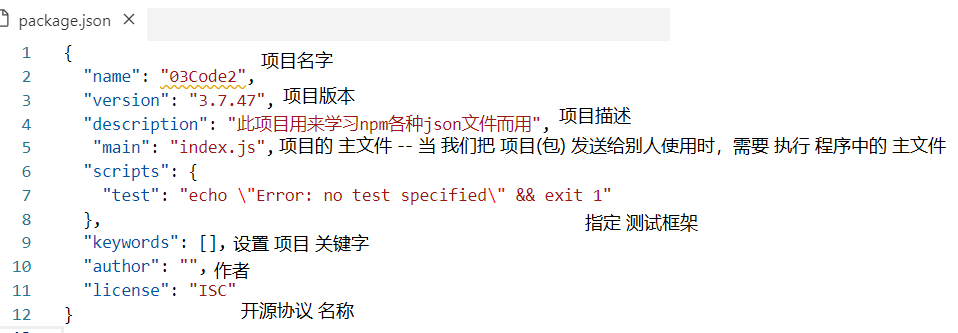 package.json ×
1 {
项目名字
2 "name": "03Code2",
3 "version": "3.7.47", 项目版本
4 "description": "此项目用来学习npm各种json文件而用", 项目描述
5 "main": "index.js", 项目的 主文件 -- 当 我们把 项目(包) 发送给别人使用时，需要 执行 程序中的 主文件
6 "scripts": {
7 "test": "echo \"Error: no test specified\" && exit 1"
8 },
指定 测试框架
9 "keywords": [], 设置 项目 关键字
10 "author": "", 作者
11 "license": "ISC"
开源协议 名称
12 }